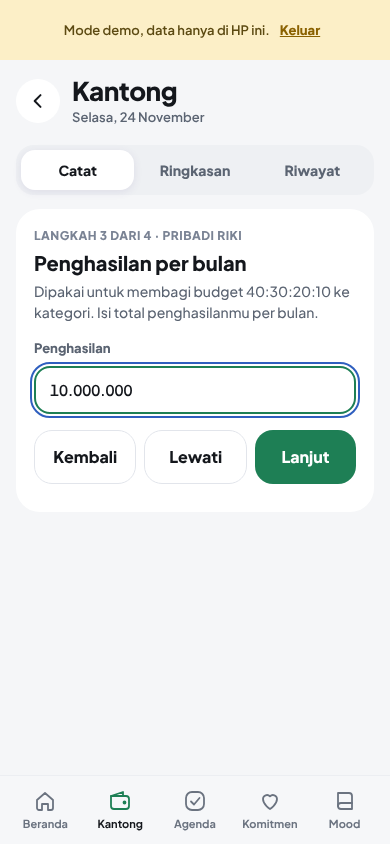 Mode demo, data hanya di HP ini. Keluar
Kantong
Selasa, 24 November
Catat
Ringkasan
Riwayat
LANGKAH 3 DARI 4 · PRIBADI RIKI
Penghasilan per bulan
Dipakai untuk membagi budget 40:30:20:10 ke
kategori. Isi total penghasilanmu per bulan.
Penghasilan
10.000.000
Kembali
Lewati
Lanjut
Beranda
Kantong
Agenda
Komitmen
Mood